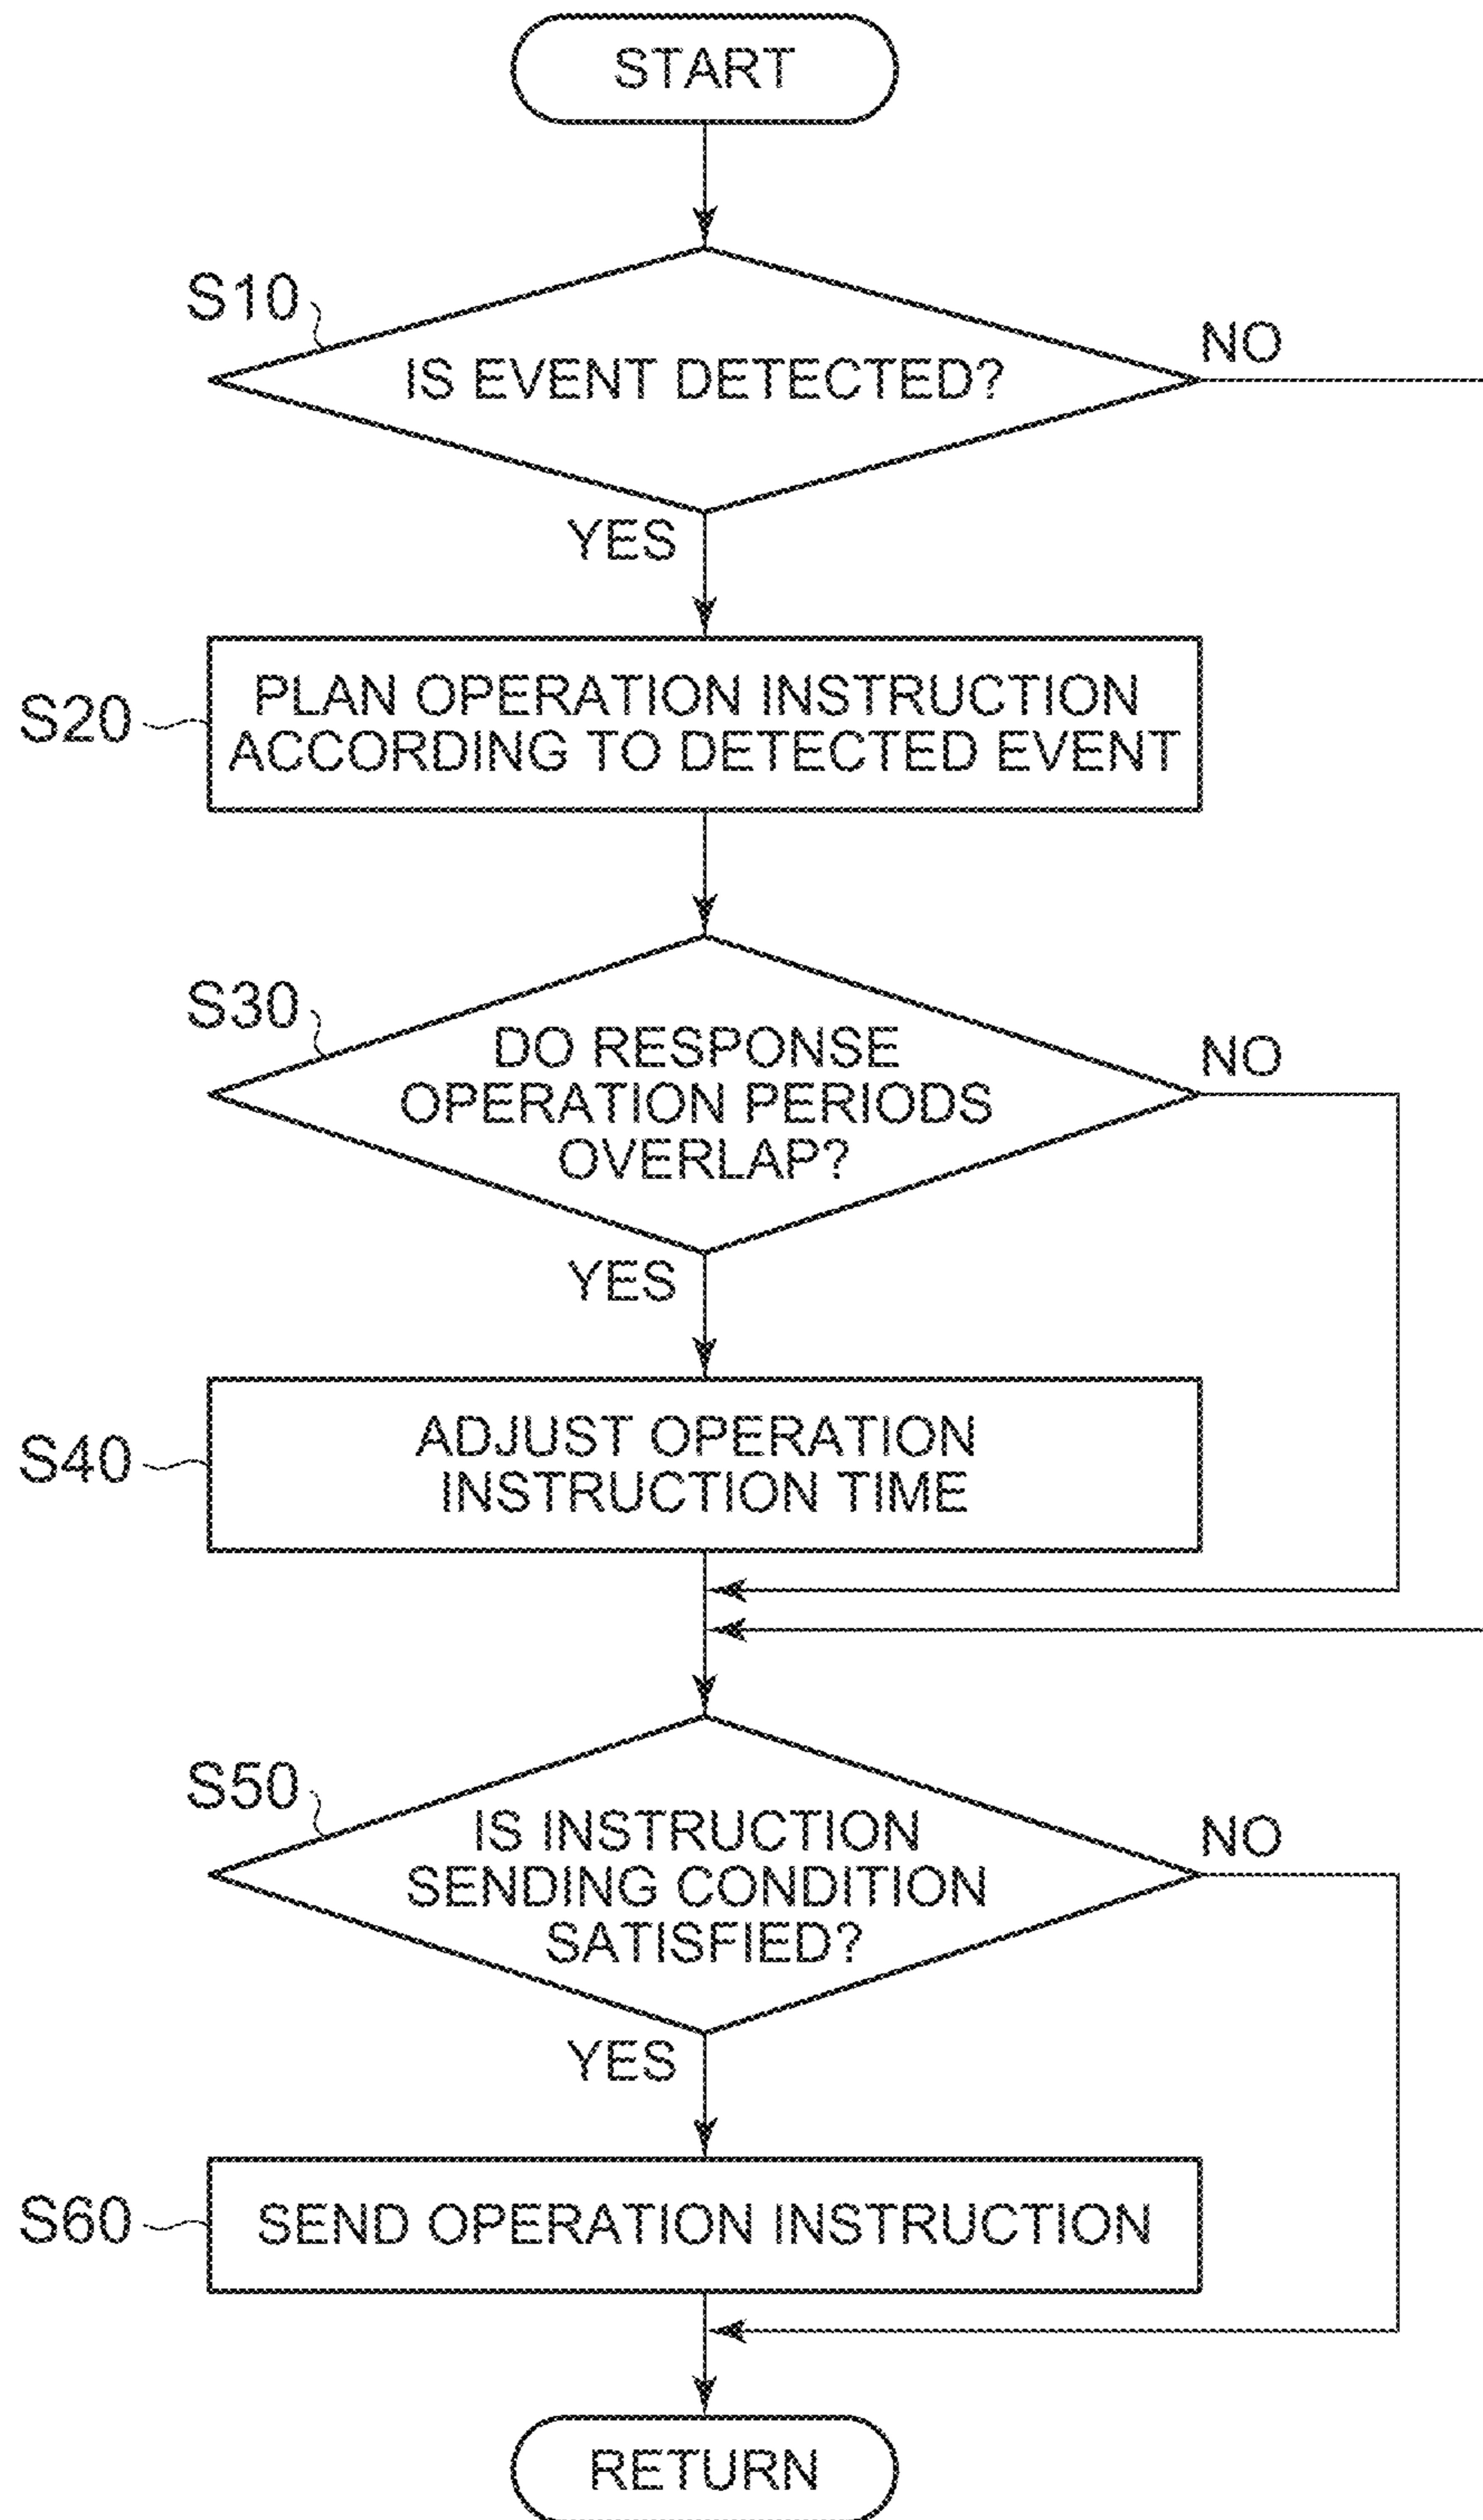 START
S10
IS EVENT DETECTED?
NO
YES
S20
PLAN OPERATION INSTRUCTION
ACCORDING TO DETECTED EVENT
S30
DO RESPONSE
OPERATION PERIODS
OVERLAP?
NO
YES
S40
ADJUST OPERATION
INSTRUCTION TIME
S50
IS INSTRUCTION
SENDING CONDITION
SATISFIED?
NO
YES
S60
SEND OPERATION INSTRUCTION
RETURN